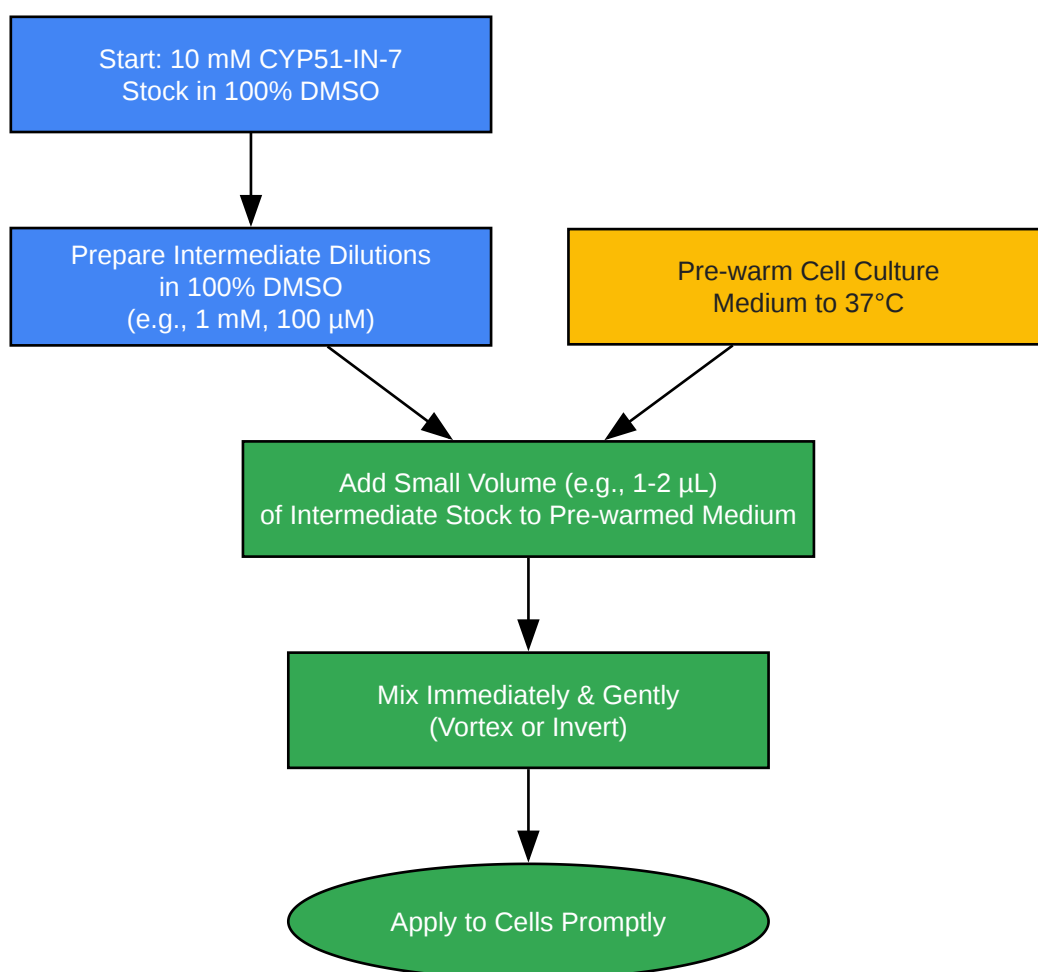 Start: 10 mM CYP51-IN-7
Stock in 100% DMSO
Prepare Intermediate Dilutions
in 100% DMSO
(e.g., 1 mM, 100 µM)
Pre-warm Cell Culture
Medium to 37°C
Add Small Volume (e.g., 1-2 µL)
of Intermediate Stock to Pre-warmed Medium
Mix Immediately & Gently
(Vortex or Invert)
Apply to Cells Promptly